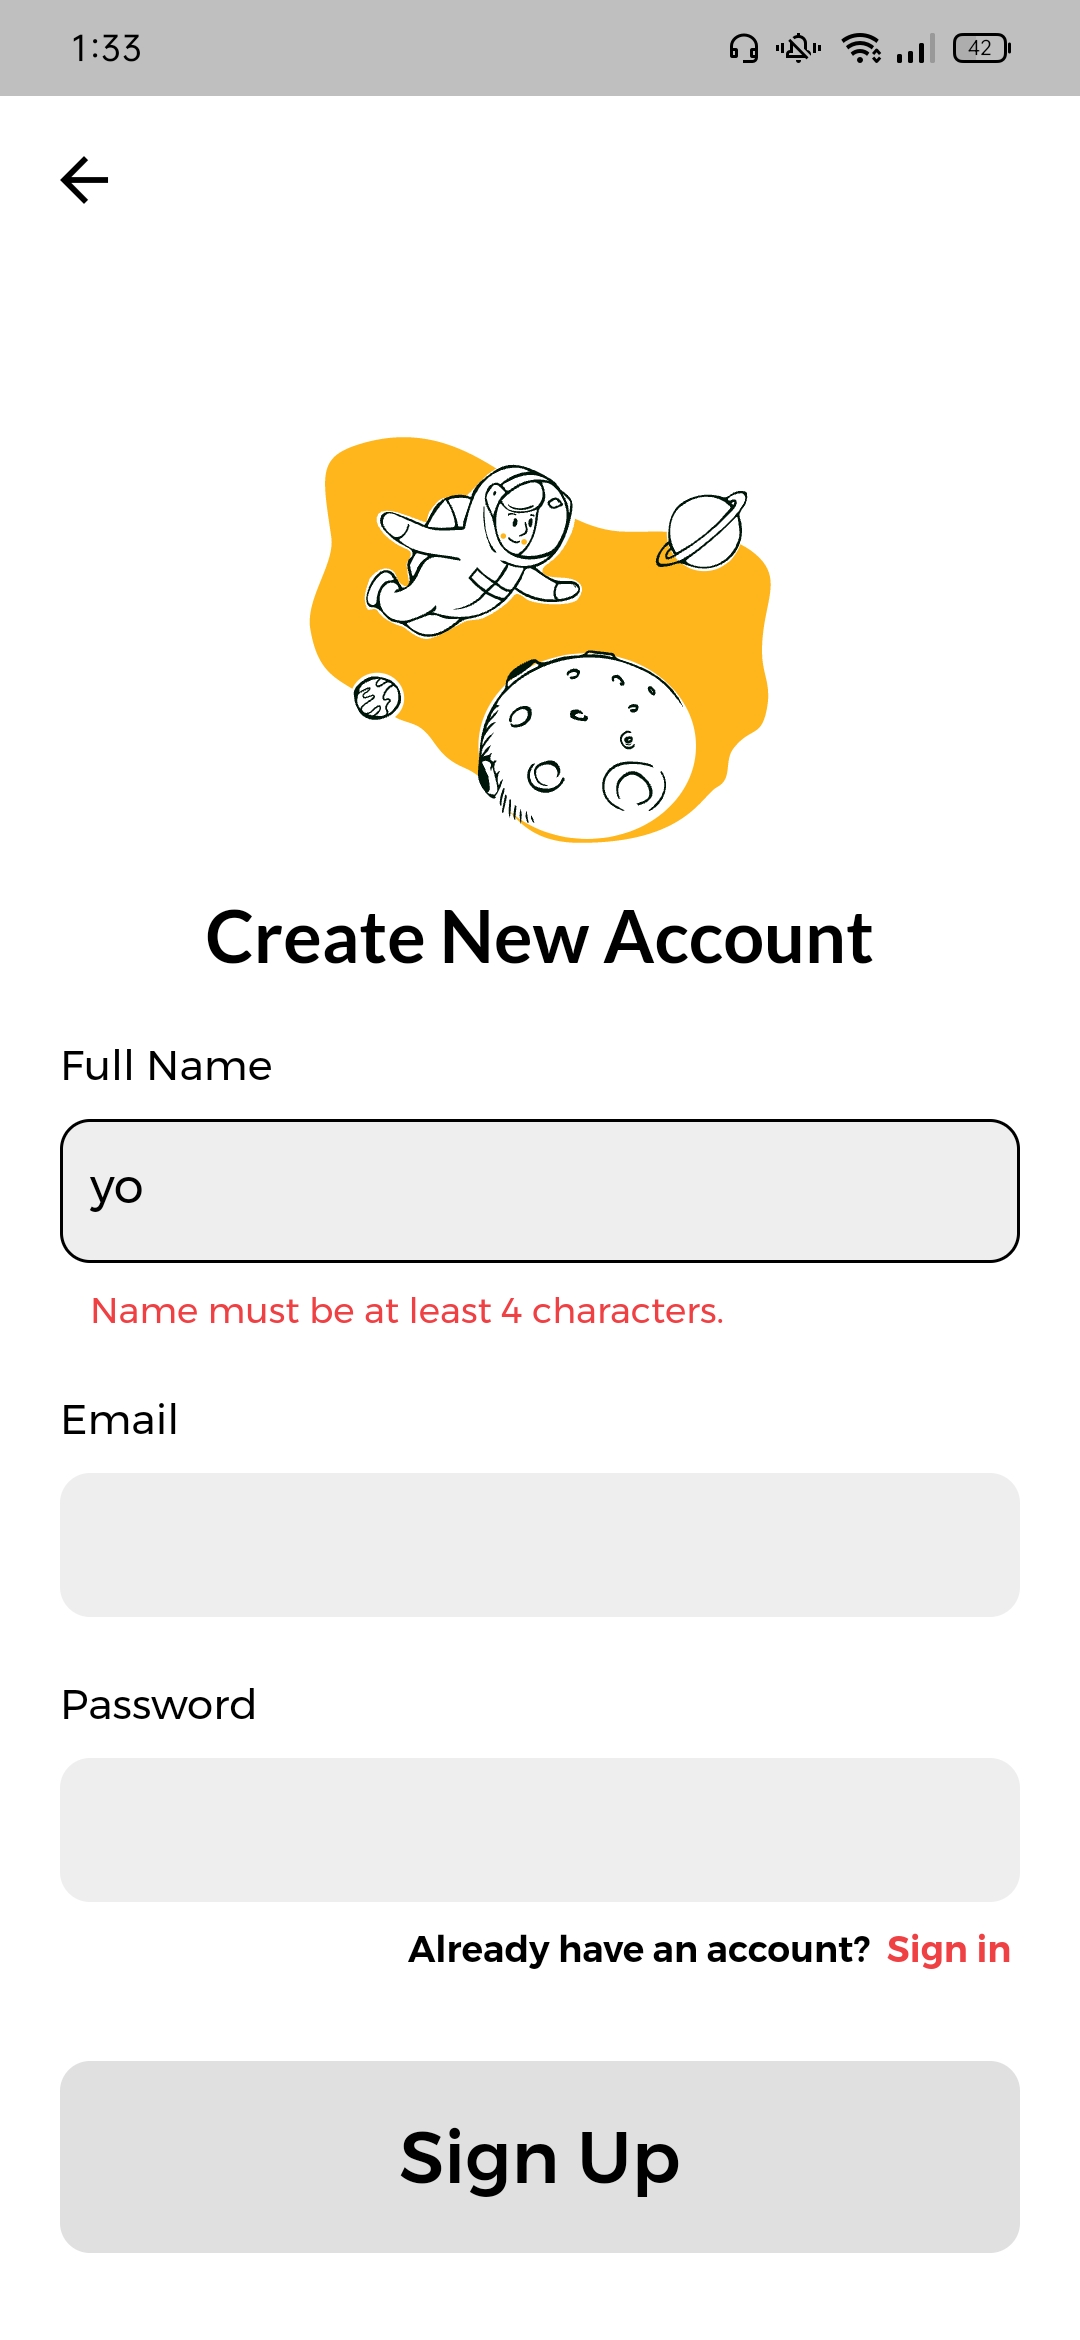 1:33
42
Create New Account
Full Name
yo
Name must be at least 4 characters.
Email
Password
Already have an account? Sign in
Sign Up